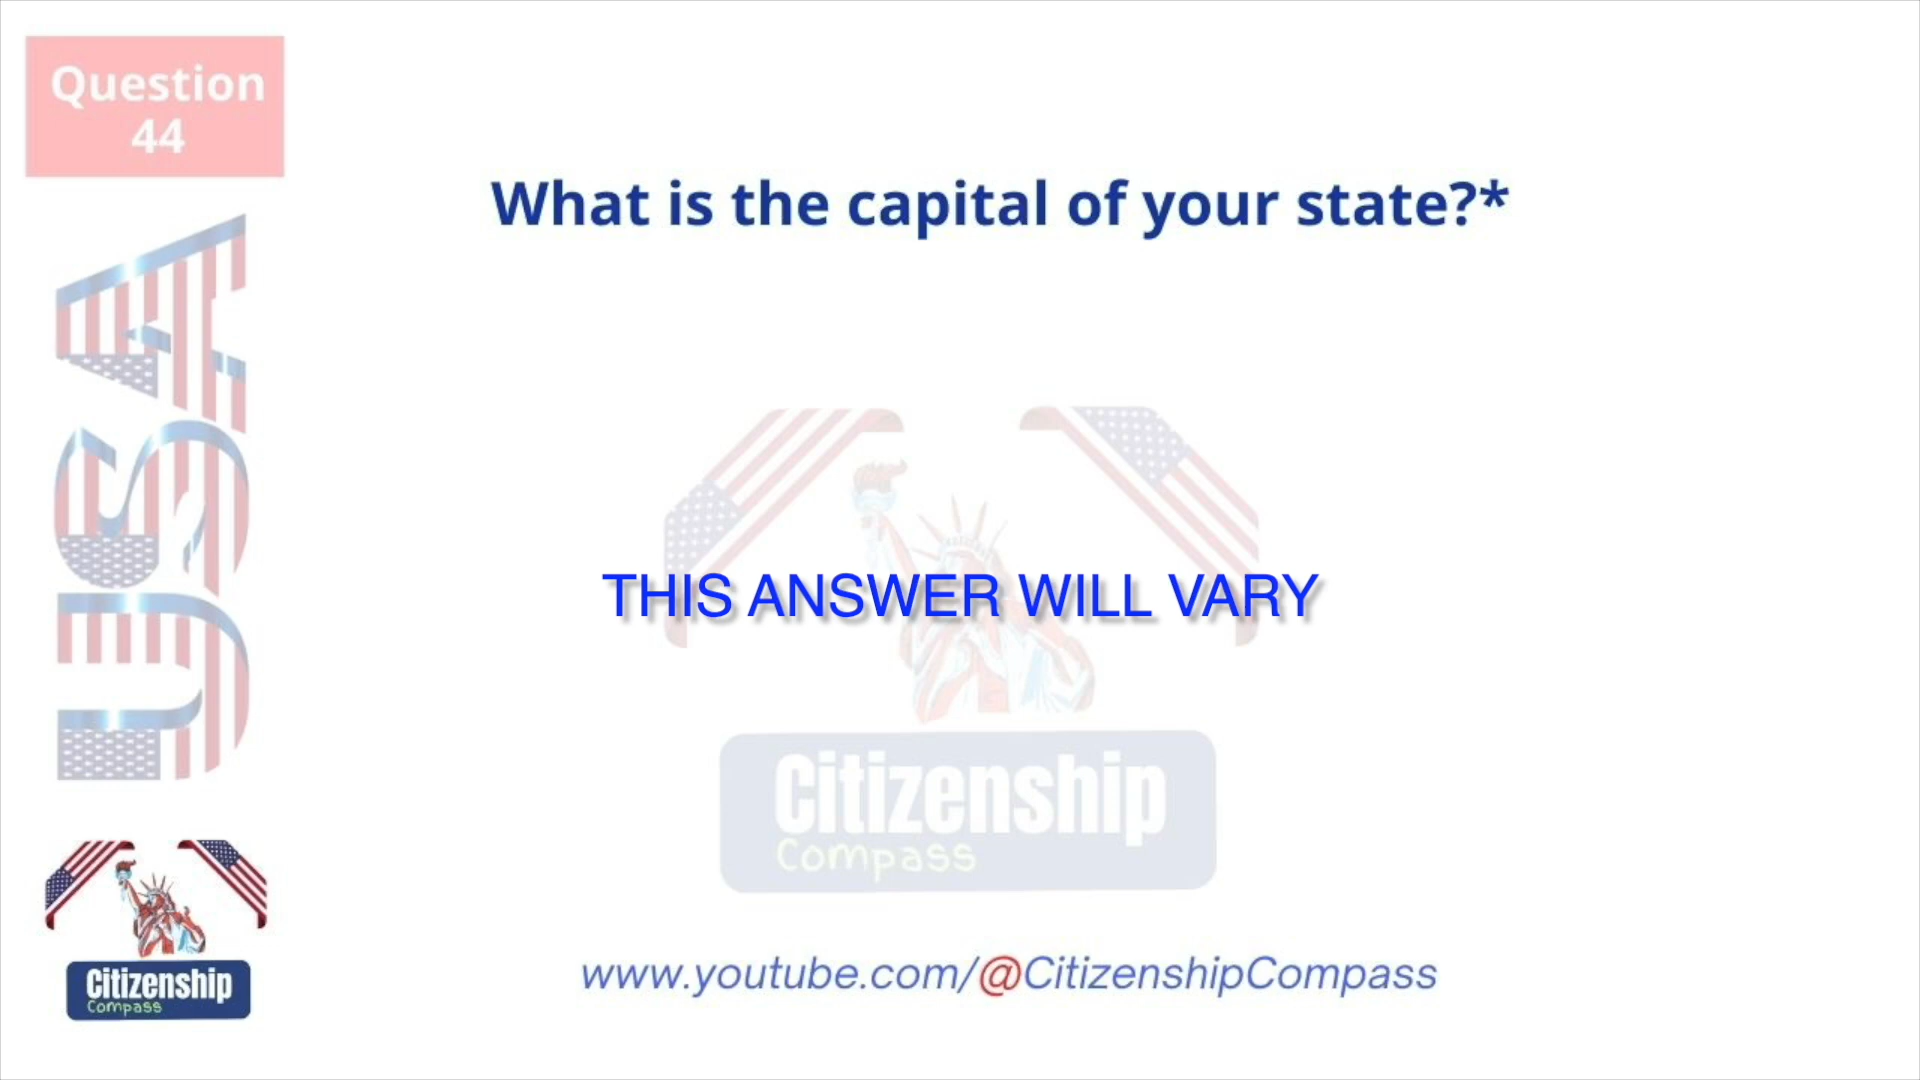 Question
44
What is the capital of your state?*
THIS ANSWER WILL VARY
USA
Citizenship
Compass
Citizenship
Compass
www.youtube.com/@CitizenshipCompass